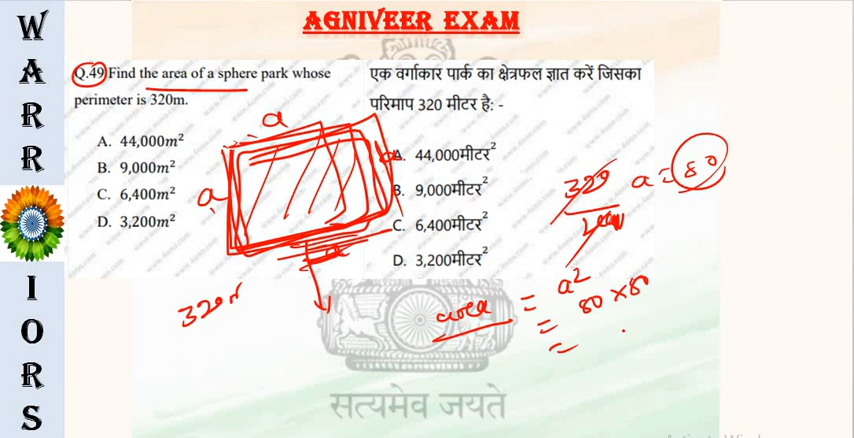 AGNIVEER EXAM
WARRIORS
Q.49 Find the area of a sphere park whose
perimeter is 320m.
A. 44,000m²
B. 9,000m²
C. 6,400m²
D. 3,200m²
एक वर्गाकार पार्क का क्षेत्रफल ज्ञात करें जिसका
परिमाप 320 मीटर है: -
A. 44,000मीटर²
B. 9,000मीटर²
C. 6,400मीटर²
D. 3,200मीटर²
a
a
a
320
320
a = 80
area = a²
= 80 × 80
=
सत्यमेव जयते